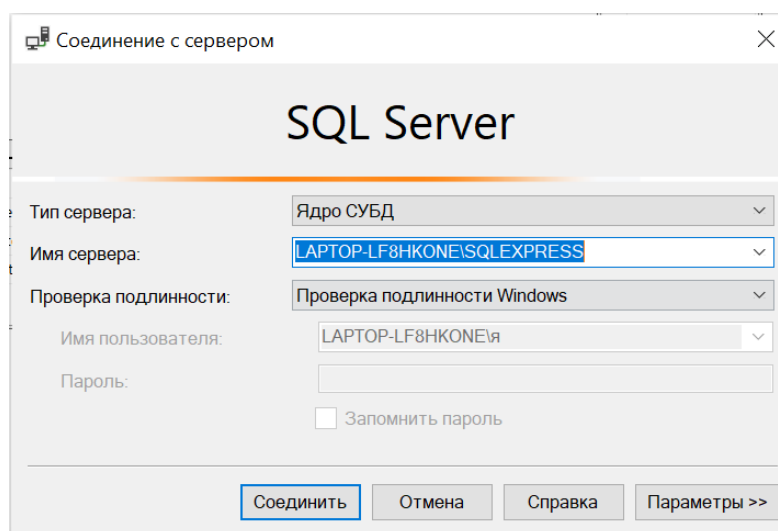 Соединение с сервером
SQL Server
Тип сервера: Ядро СУБД
Имя сервера: LAPTOP-LF8HKONE\SQLEXPRESS
Проверка подлинности: Проверка подлинности Windows
Имя пользователя: LAPTOP-LF8HKONE\я
Пароль:
Запомнить пароль
Соединить Отмена Справка Параметры >>